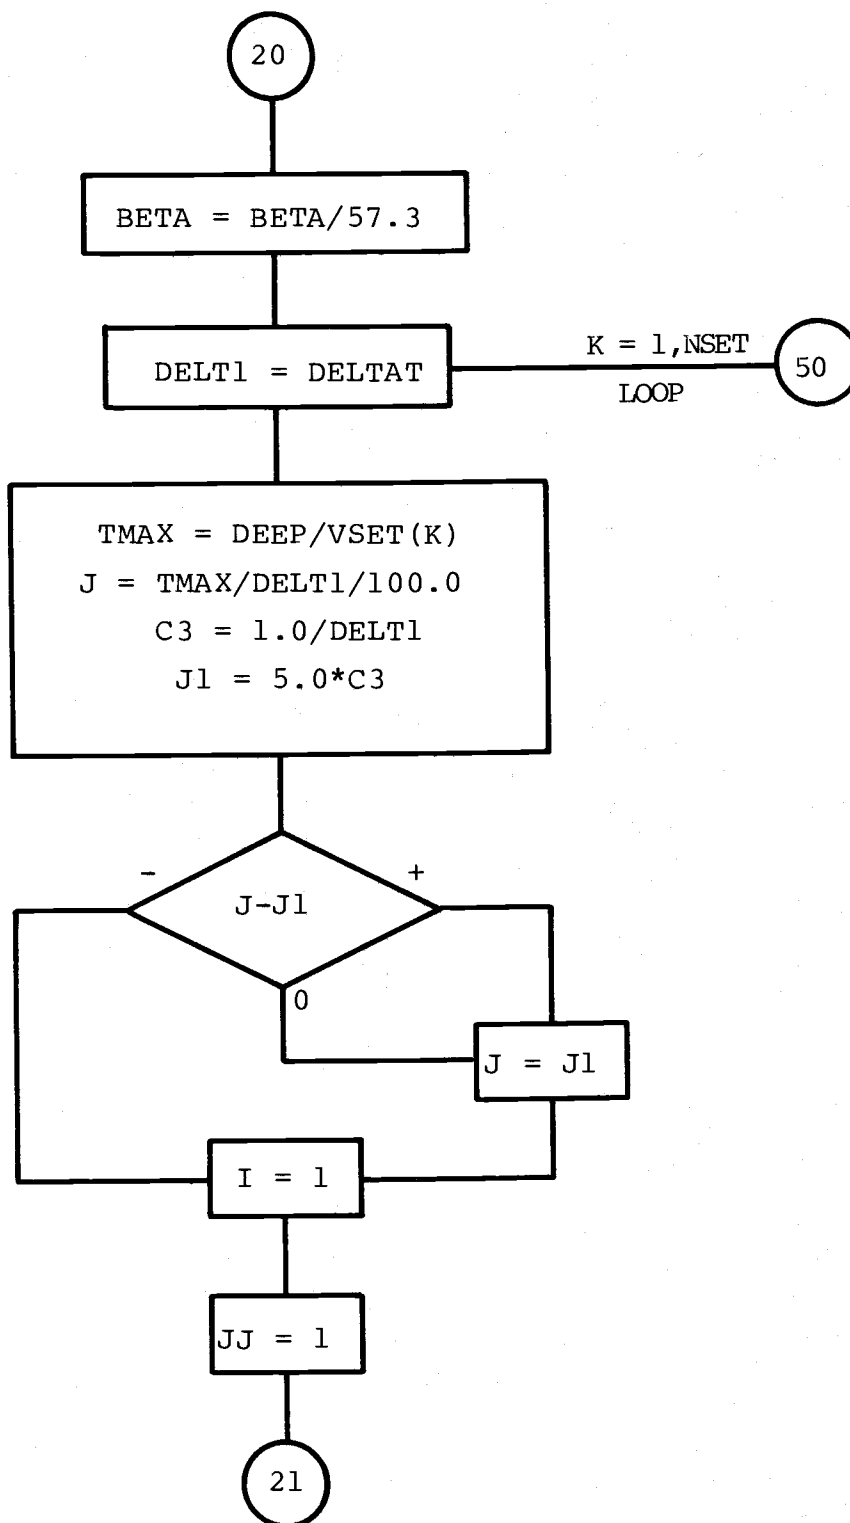 20
BETA = BETA/57.3
DELT1 = DELTAT
K = 1,NSET
LOOP
50
TMAX = DEEP/VSET(K)
J = TMAX/DELT1/100.0
C3 = 1.0/DELT1
J1 = 5.0*C3
-
+
J-J1
0
J = J1
I = 1
JJ = 1
21